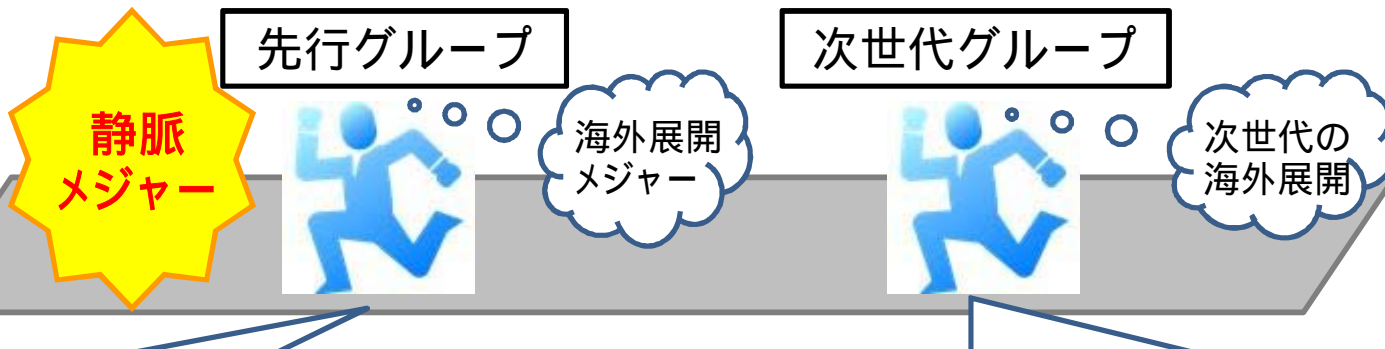 先行グループ
次世代グループ
静脈
メジャー
海外展開
メジャー
次世代の
海外展開